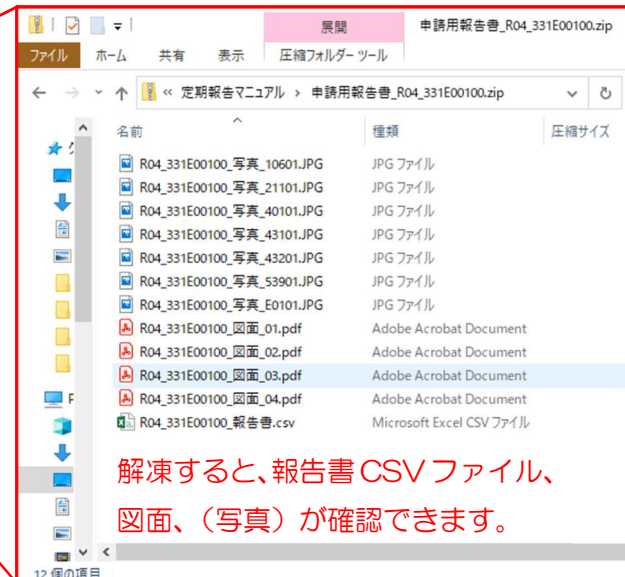 展開
申請用報告書_R04_331E00100.zip
ファイル ホーム 共有 表示 圧縮フォルダー ツール
« 定期報告マニュアル › 申請用報告書_R04_331E00100.zip
名前 種類 圧縮サイズ
R04_331E00100_写真_10601.JPG JPG ファイル
R04_331E00100_写真_21101.JPG JPG ファイル
R04_331E00100_写真_40101.JPG JPG ファイル
R04_331E00100_写真_43101.JPG JPG ファイル
R04_331E00100_写真_43201.JPG JPG ファイル
R04_331E00100_写真_53901.JPG JPG ファイル
R04_331E00100_写真_E0101.JPG JPG ファイル
R04_331E00100_図面_01.pdf Adobe Acrobat Document
R04_331E00100_図面_02.pdf Adobe Acrobat Document
R04_331E00100_図面_03.pdf Adobe Acrobat Document
R04_331E00100_図面_04.pdf Adobe Acrobat Document
R04_331E00100_報告書.csv Microsoft Excel CSV ファイル
解凍すると、報告書CSVファイル、
図面、（写真）が確認できます。
12 個の項目